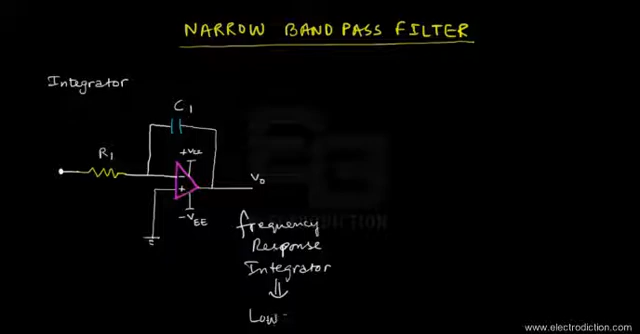 NARROW BAND PASS FILTER
Integrator
C1
R1
+Vcc
-
+
Vo
-VEE
frequency
Response
Integrator
Low -
www.electrodiction.com